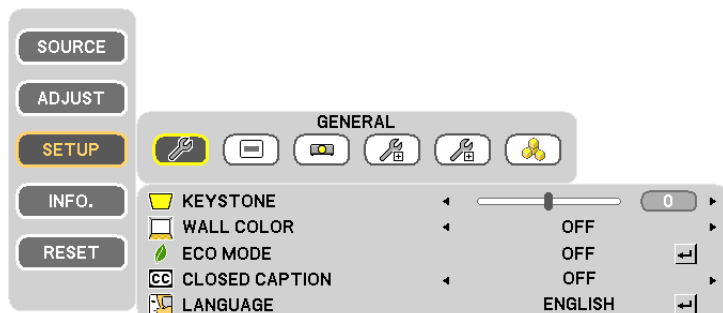 SOURCE
ADJUST
SETUP
INFO.
RESET
GENERAL
KEYSTONE 0
WALL COLOR OFF
ECO MODE OFF
CC CLOSED CAPTION OFF
LANGUAGE ENGLISH